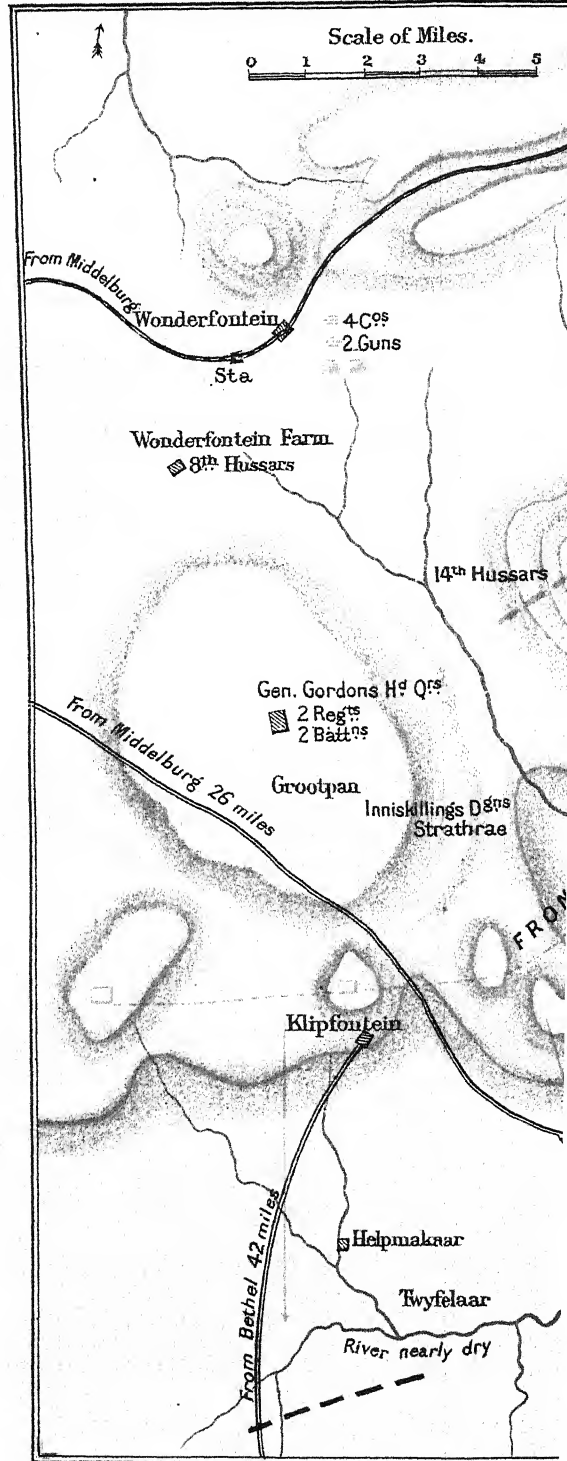 Scale of Miles.
0 1 2 3 4 5
From Middelburg
Wonderfontein
4 Cos
2 Guns
Sta
Wonderfontein Farm
8th Hussars
14th Hussars
Gen. Gordons Hd Qrs
2 Regts
2 Battns
From Middelburg 26 miles
Grootpan
Inniskillings Dgns
Strathrae
FROM
Klipfontein
From Bethel 42 miles
Helpmakaar
Twyfelaar
River nearly dry